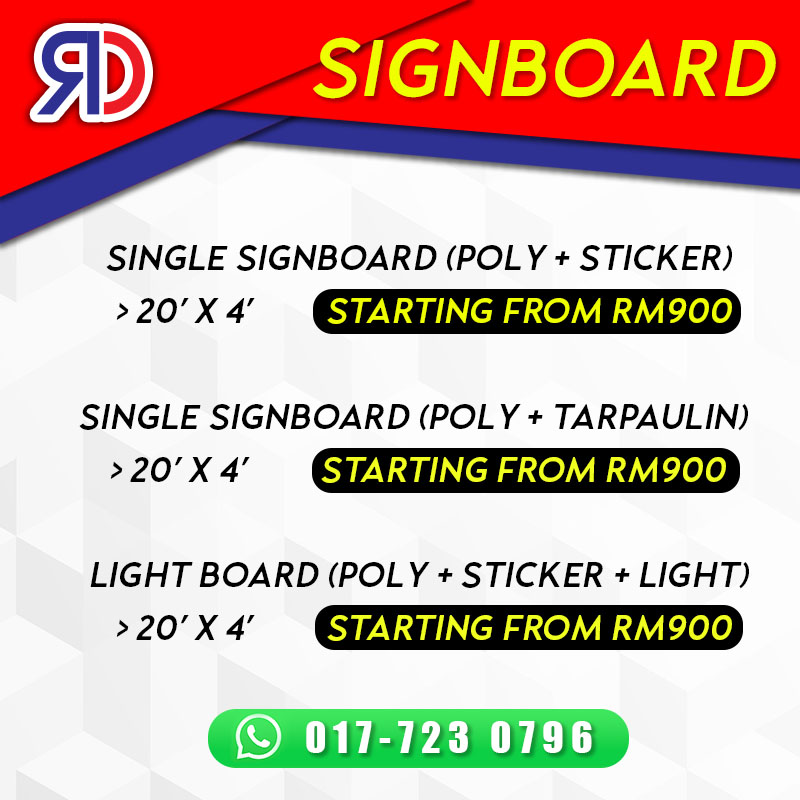 RD
SIGNBOARD
SINGLE SIGNBOARD (POLY + STICKER)
> 20' X 4' STARTING FROM RM900
SINGLE SIGNBOARD (POLY + TARPAULIN)
> 20' X 4' STARTING FROM RM900
LIGHT BOARD (POLY + STICKER + LIGHT)
> 20' X 4' STARTING FROM RM900
017-723 0796